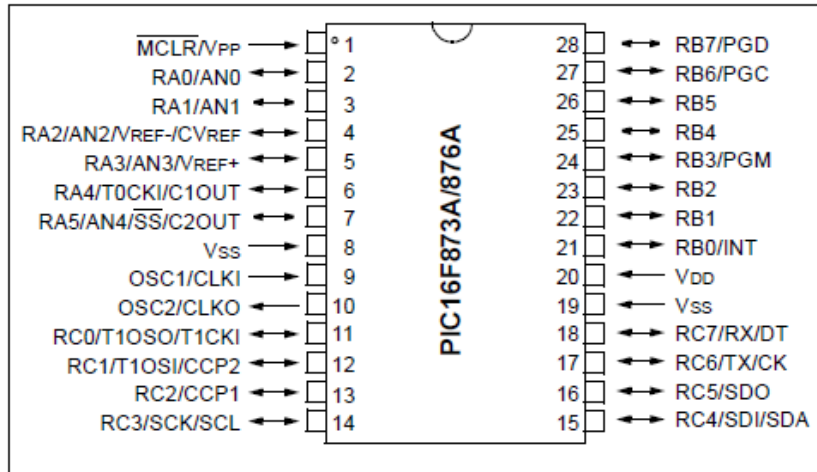 MCLR/VPP 1
RA0/AN0 2
RA1/AN1 3
RA2/AN2/VREF-/CVREF 4
RA3/AN3/VREF+ 5
RA4/T0CKI/C1OUT 6
RA5/AN4/SS/C2OUT 7
VSS 8
OSC1/CLKI 9
OSC2/CLKO 10
RC0/T1OSO/T1CKI 11
RC1/T1OSI/CCP2 12
RC2/CCP1 13
RC3/SCK/SCL 14
PIC16F873A/876A
28 RB7/PGD
27 RB6/PGC
26 RB5
25 RB4
24 RB3/PGM
23 RB2
22 RB1
21 RB0/INT
20 VDD
19 VSS
18 RC7/RX/DT
17 RC6/TX/CK
16 RC5/SDO
15 RC4/SDI/SDA